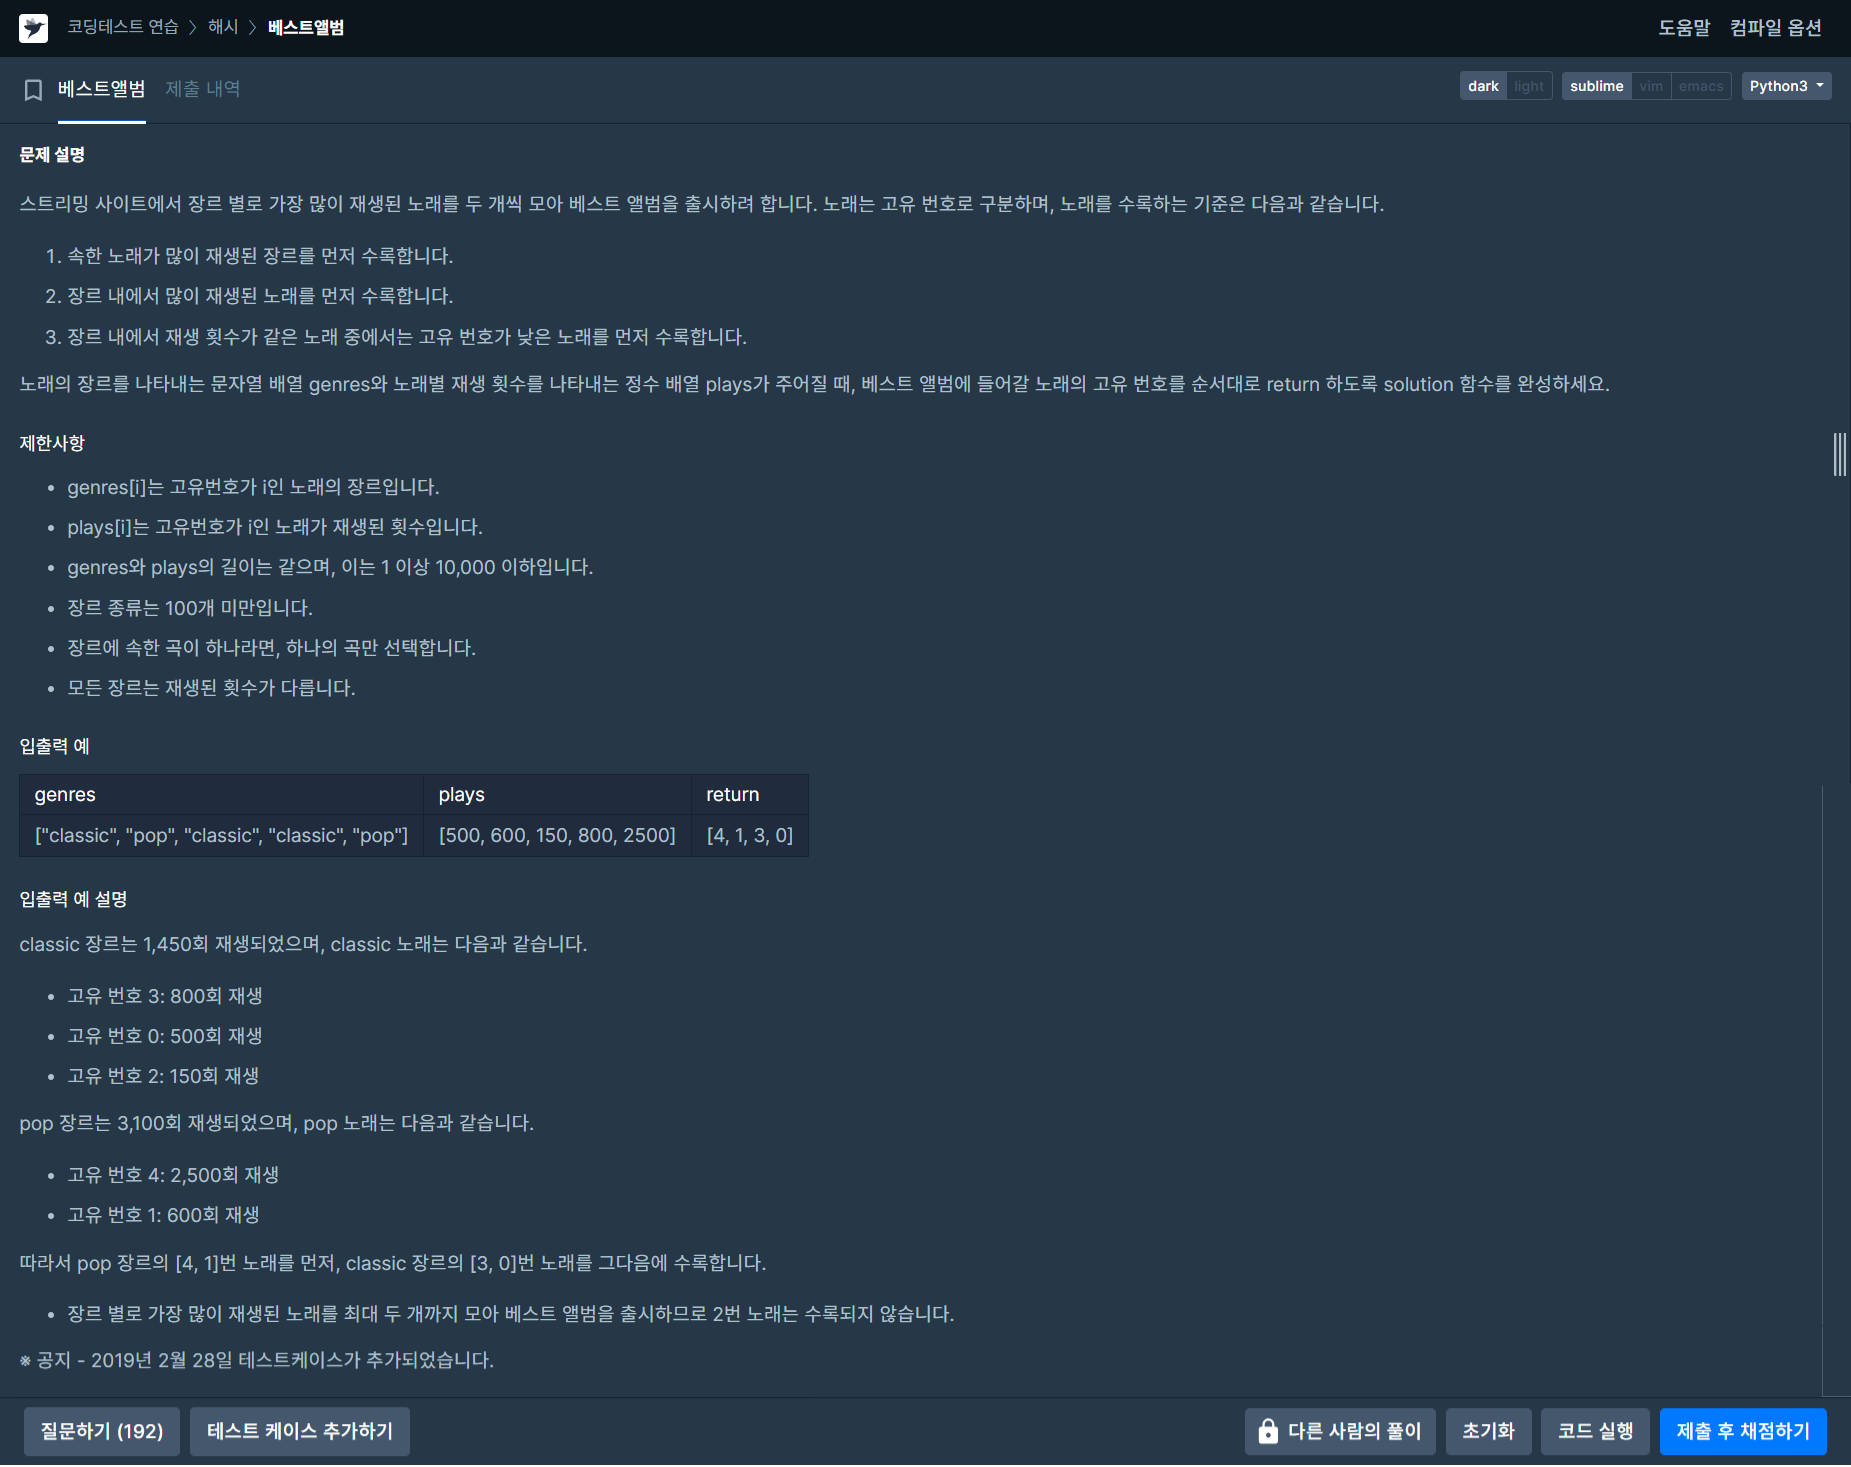 코딩테스트 연습 〉 해시 〉 베스트앨범
도움말 컴파일 옵션
베스트앨범 제출 내역
dark light sublime vim emacs Python3
문제 설명
스트리밍 사이트에서 장르 별로 가장 많이 재생된 노래를 두 개씩 모아 베스트 앨범을 출시하려 합니다. 노래는 고유 번호로 구분하며, 노래를 수록하는 기준은 다음과 같습니다.
1. 속한 노래가 많이 재생된 장르를 먼저 수록합니다.
2. 장르 내에서 많이 재생된 노래를 먼저 수록합니다.
3. 장르 내에서 재생 횟수가 같은 노래 중에서는 고유 번호가 낮은 노래를 먼저 수록합니다.
노래의 장르를 나타내는 문자열 배열 genres와 노래별 재생 횟수를 나타내는 정수 배열 plays가 주어질 때, 베스트 앨범에 들어갈 노래의 고유 번호를 순서대로 return 하도록 solution 함수를 완성하세요.
제한사항
• genres[i]는 고유번호가 i인 노래의 장르입니다.
• plays[i]는 고유번호가 i인 노래가 재생된 횟수입니다.
• genres와 plays의 길이는 같으며, 이는 1 이상 10,000 이하입니다.
• 장르 종류는 100개 미만입니다.
• 장르에 속한 곡이 하나라면, 하나의 곡만 선택합니다.
• 모든 장르는 재생된 횟수가 다릅니다.
입출력 예
genres plays return
["classic", "pop", "classic", "classic", "pop"] [500, 600, 150, 800, 2500] [4, 1, 3, 0]
입출력 예 설명
classic 장르는 1,450회 재생되었으며, classic 노래는 다음과 같습니다.
• 고유 번호 3: 800회 재생
• 고유 번호 0: 500회 재생
• 고유 번호 2: 150회 재생
pop 장르는 3,100회 재생되었으며, pop 노래는 다음과 같습니다.
• 고유 번호 4: 2,500회 재생
• 고유 번호 1: 600회 재생
따라서 pop 장르의 [4, 1]번 노래를 먼저, classic 장르의 [3, 0]번 노래를 그다음에 수록합니다.
• 장르 별로 가장 많이 재생된 노래를 최대 두 개까지 모아 베스트 앨범을 출시하므로 2번 노래는 수록되지 않습니다.
※ 공지 - 2019년 2월 28일 테스트케이스가 추가되었습니다.
질문하기 (192) 테스트 케이스 추가하기 다른 사람의 풀이 초기화 코드 실행 제출 후 채점하기